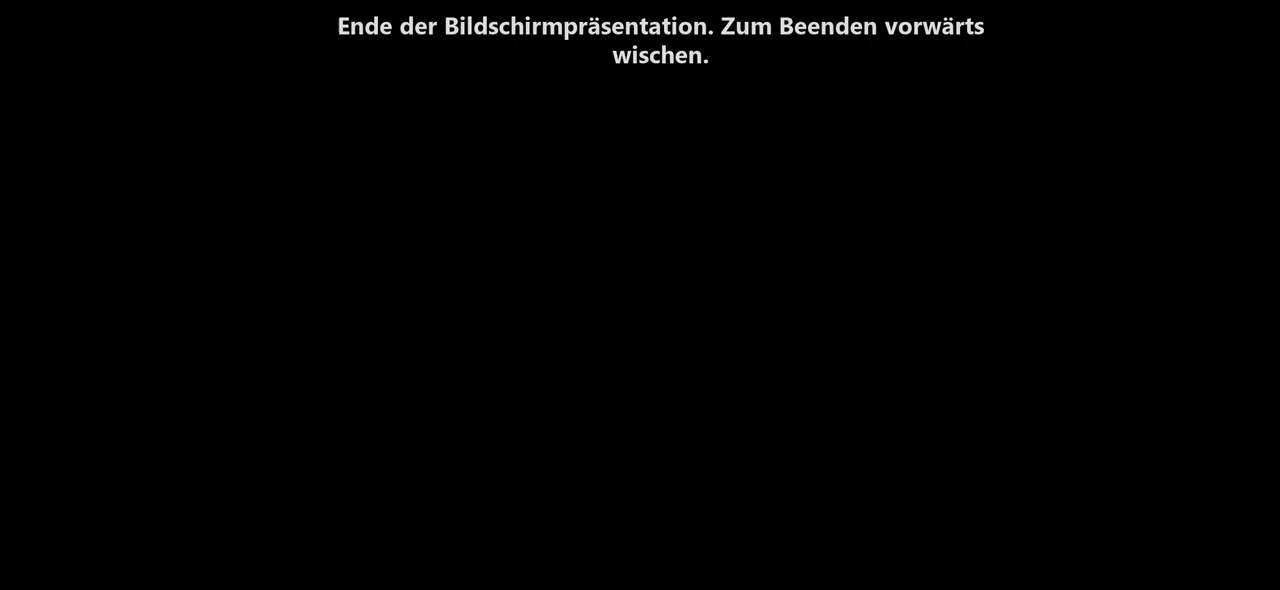 Ende der Bildschirmpräsentation. Zum Beenden vorwärts
wischen.